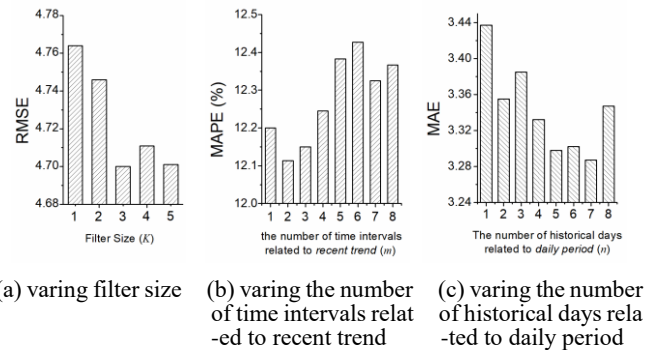 4.78
4.76
4.74
4.72
4.70
4.68
RMSE
1 2 3 4 5
Filter Size (K)
12.5
12.4
12.3
12.2
12.1
12.0
MAPE (%)
1 2 3 4 5 6 7 8
the number of time intervals
related to recent trend (m)
3.44
3.40
3.36
3.32
3.28
3.24
MAE
1 2 3 4 5 6 7 8
The number of historical days
related to daily period (n)
(a) varing filter size
(b) varing the number
of time intervals relat
-ed to recent trend
(c) varing the number
of historical days rela
-ted to daily period